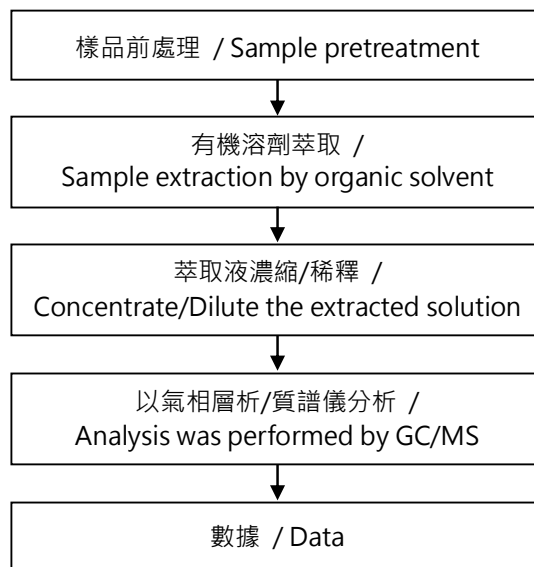 樣品前處理 / Sample pretreatment
有機溶劑萃取 /
Sample extraction by organic solvent
萃取液濃縮/稀釋 /
Concentrate/Dilute the extracted solution
以氣相層析/質譜儀分析 /
Analysis was performed by GC/MS
數據 / Data